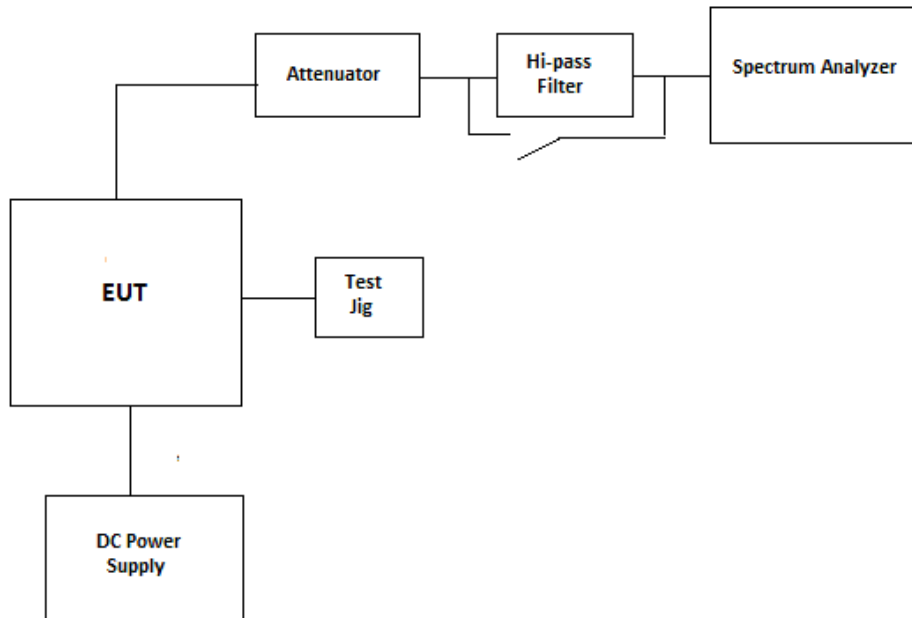 Attenuator
Hi-pass
Filter
Spectrum Analyzer
EUT
Test
Jig
DC Power
Supply